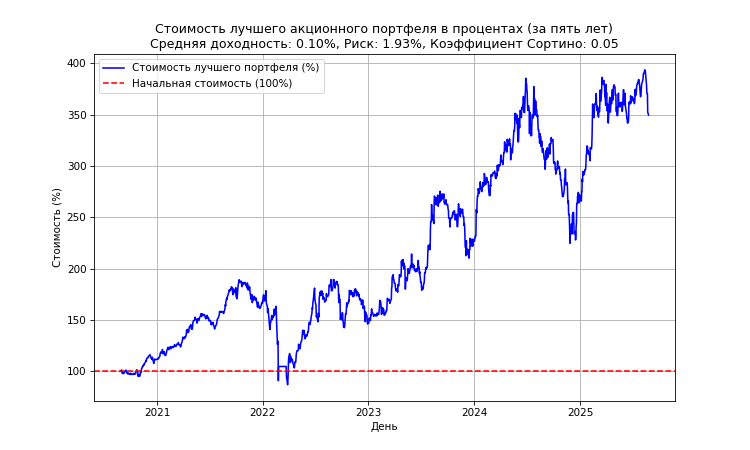 Стоимость лучшего акционного портфеля в процентах (за пять лет)
Средняя доходность: 0.10%, Риск: 1.93%, Коэффициент Сортино: 0.05
Стоимость лучшего портфеля (%)
Начальная стоимость (100%)
Стоимость (%)
400
350
300
250
200
150
100
2021
2022
2023
2024
2025
День